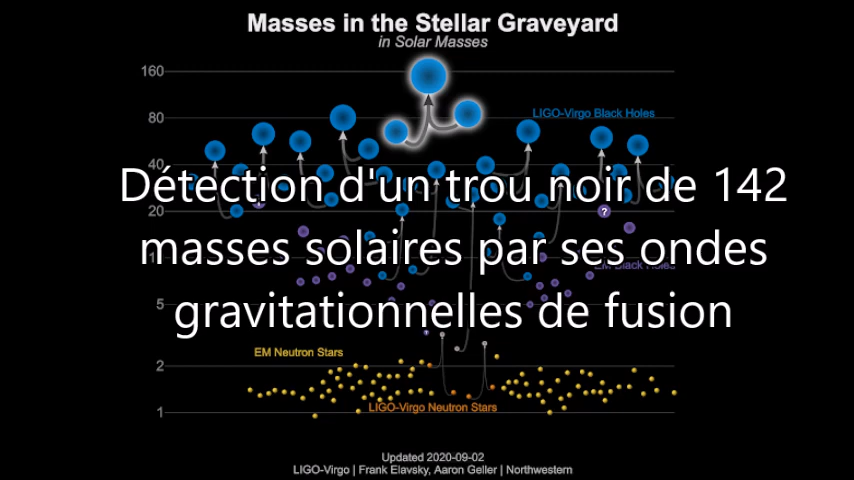 Masses in the Stellar Graveyard
in Solar Masses
160
80
LIGO-Virgo Black Holes
40
Détection d'un trou noir de 142
20
?
masses solaires par ses ondes
EM Black Holes
gravitationnelles de fusion
5
EM Neutron Stars
2
LIGO-Virgo Neutron Stars
1
Updated 2020-09-02
LIGO-Virgo | Frank Elavsky, Aaron Geller | Northwestern